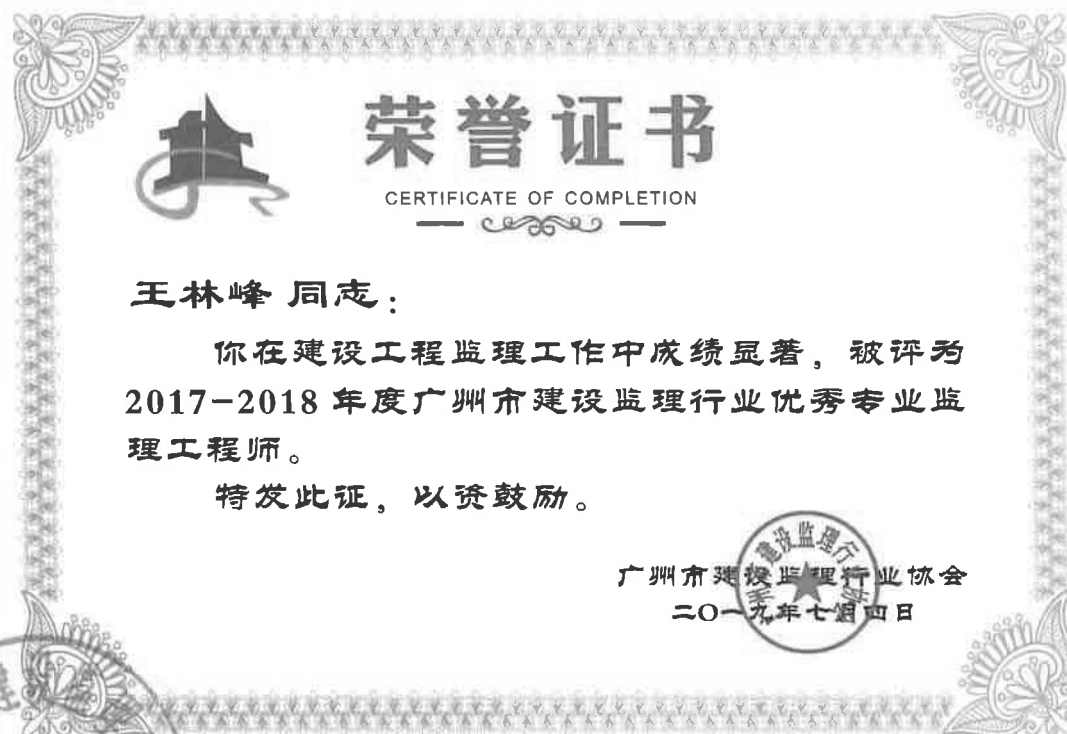 荣誉证书
CERTIFICATE OF COMPLETION
王林峰 同志：
你在建设工程监理工作中成绩显著，被评为
2017-2018 年度广州市建设监理行业优秀专业监
理工程师。
特发此证，以资鼓励。
广州市建设监理行业协会
二〇一九年七月四日